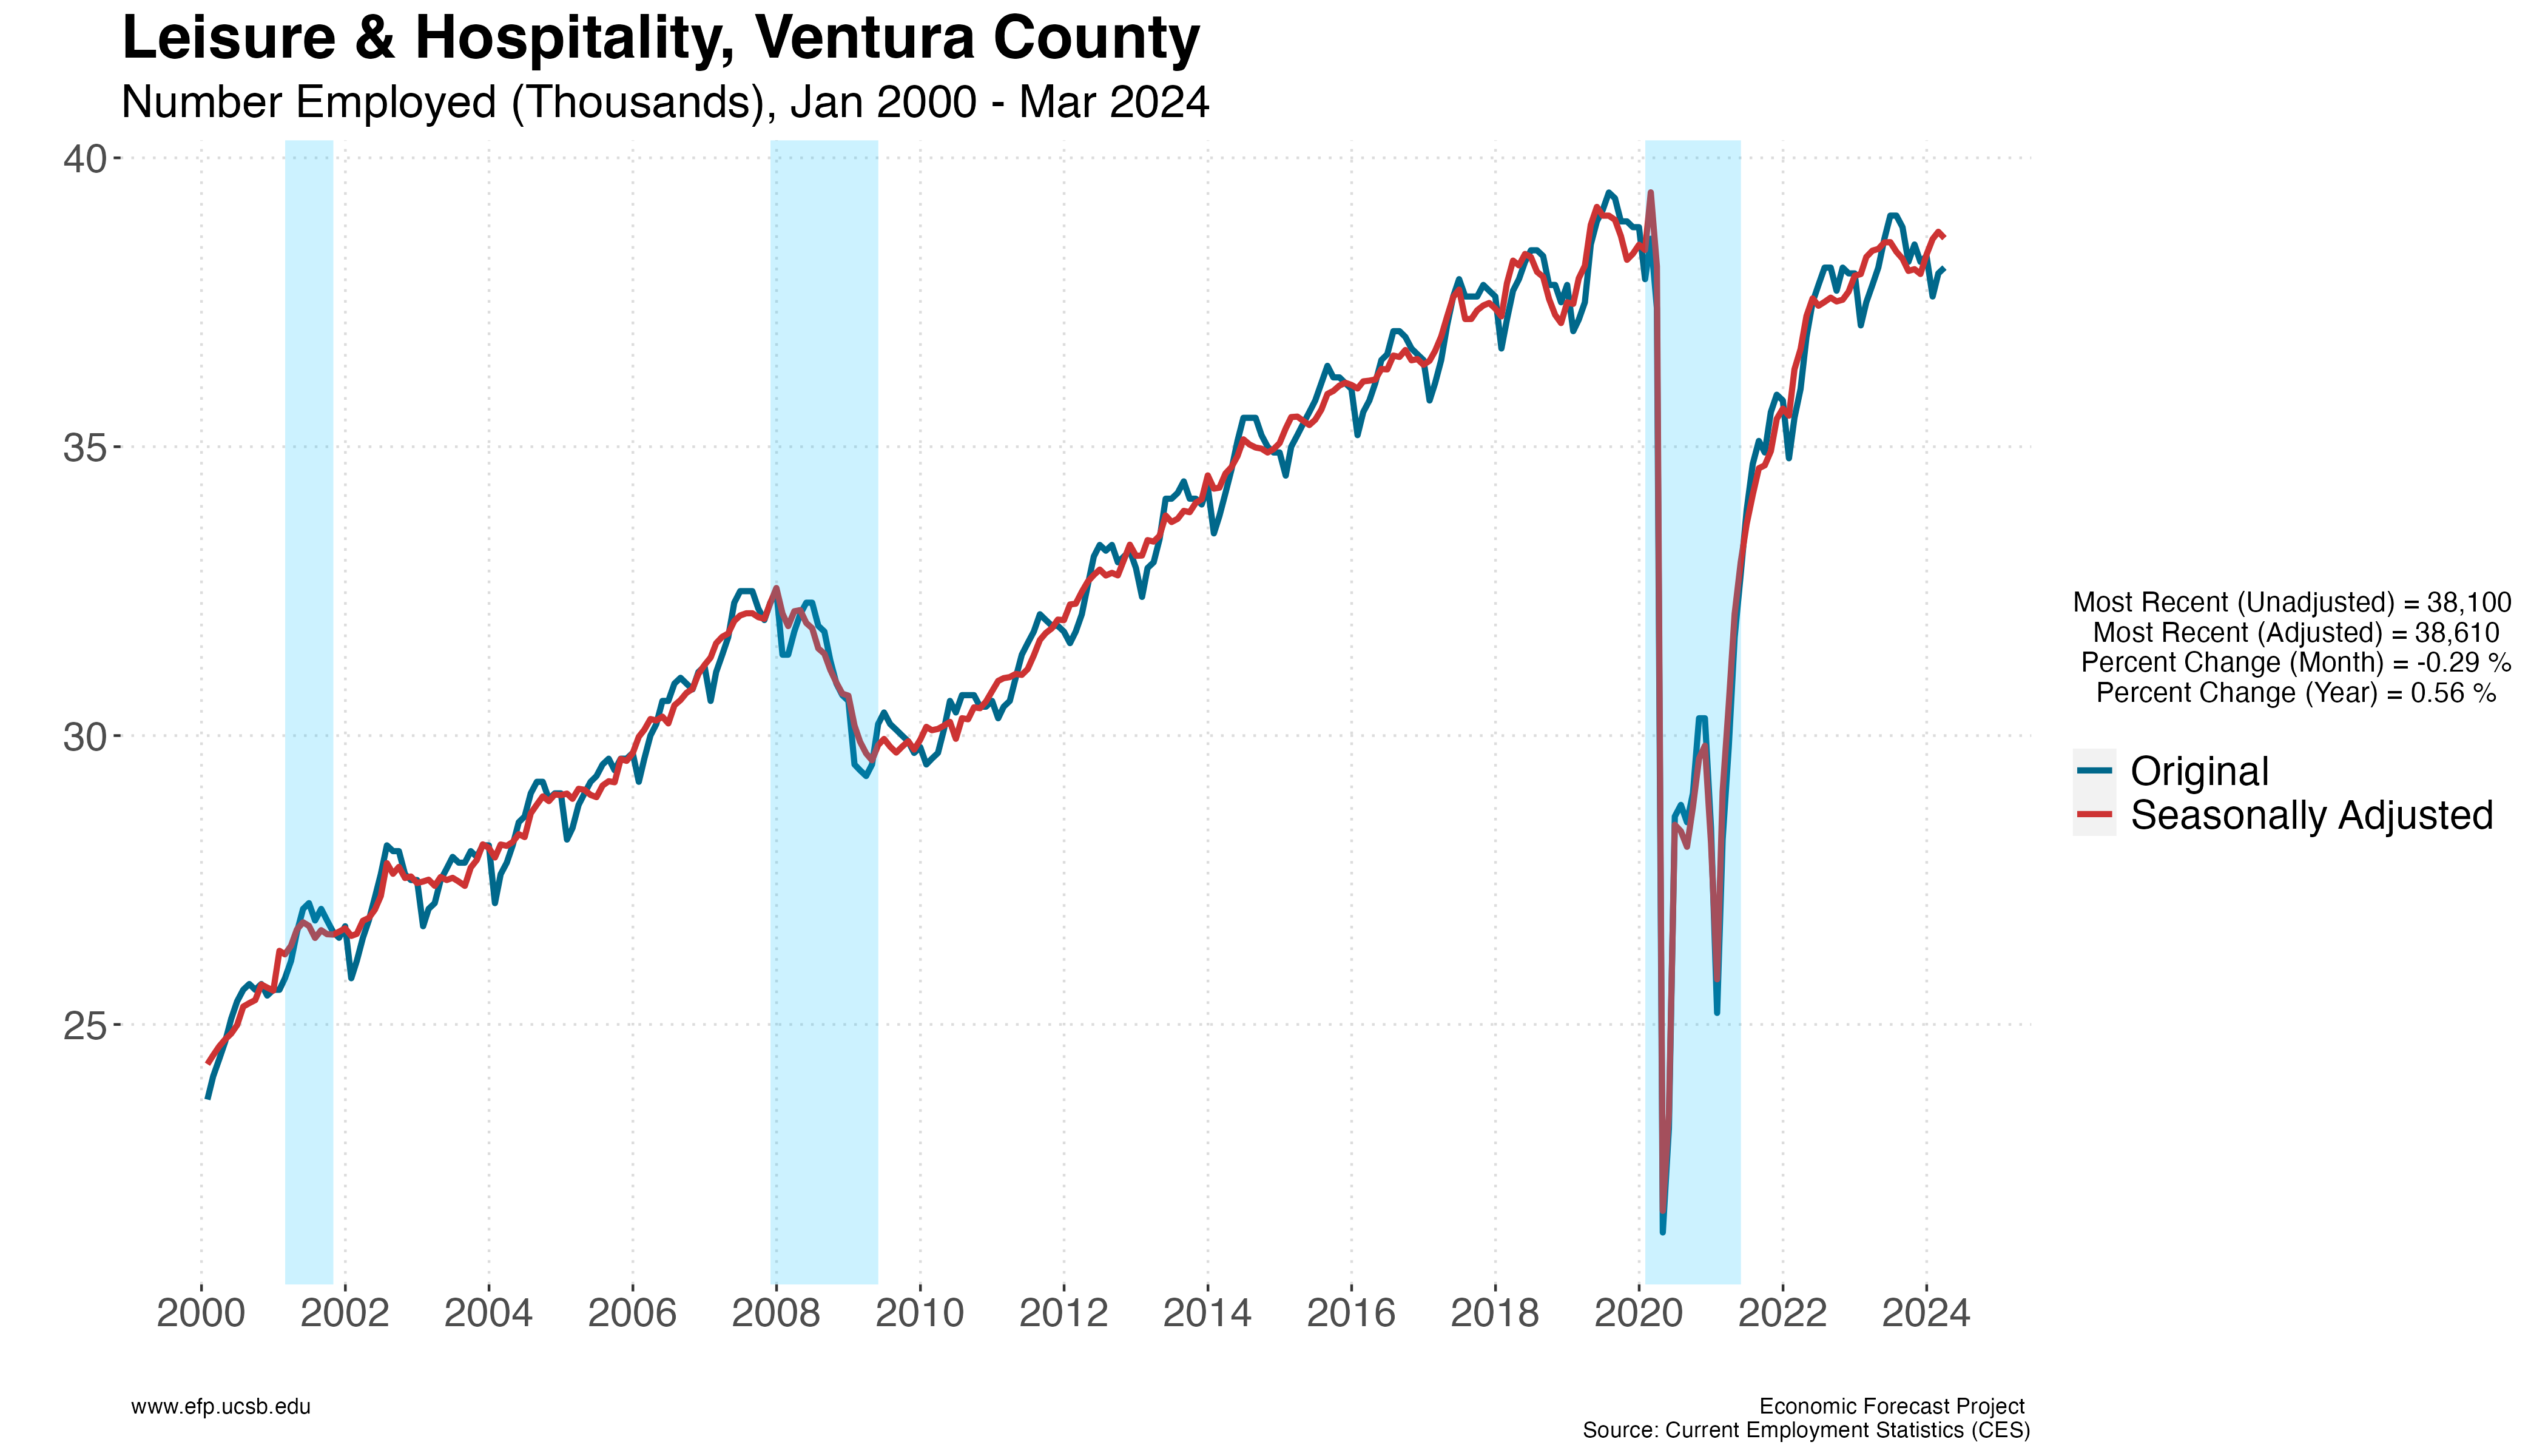 Leisure & Hospitality, Ventura County
Number Employed (Thousands), Jan 2000 - Mar 2024
40
35
30
25
2000 2002 2004 2006 2008 2010 2012 2014 2016 2018 2020 2022 2024
Most Recent (Unadjusted) = 38,100
Most Recent (Adjusted) = 38,610
Percent Change (Month) = -0.29 %
Percent Change (Year) = 0.56 %
Original
Seasonally Adjusted
www.efp.ucsb.edu
Economic Forecast Project
Source: Current Employment Statistics (CES)